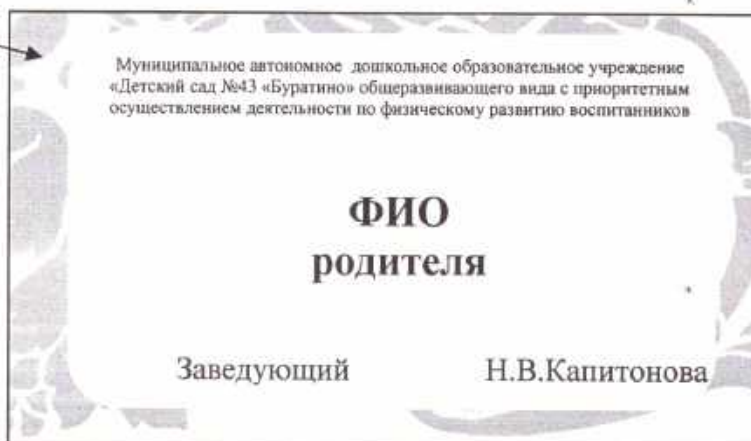 Муниципальное автономное дошкольное образовательное учреждение
«Детский сад №43 «Буратино» общеразвивающего вида с приоритетным
осуществлением деятельности по физическому развитию воспитанников
ФИО
родителя
Заведующий Н.В.Капитонова